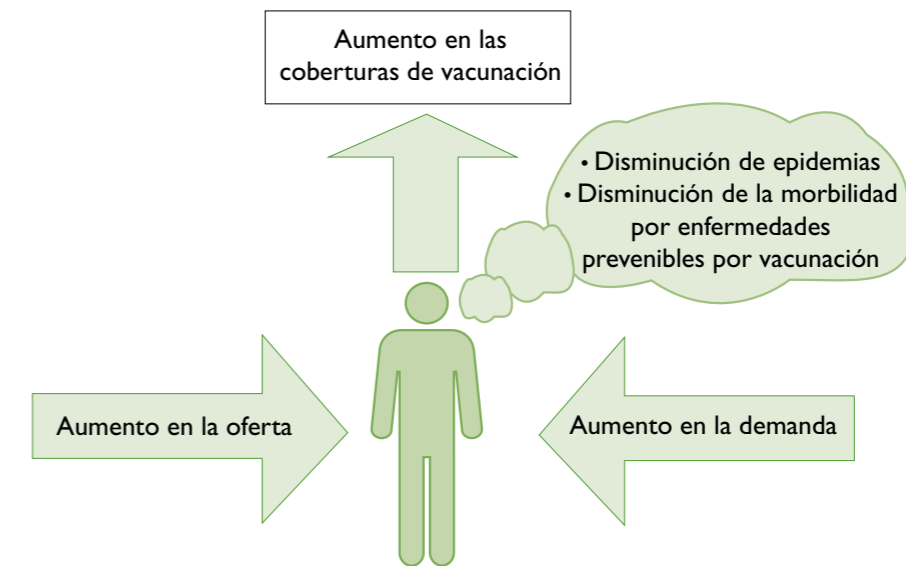 Aumento en las
coberturas de vacunación
• Disminución de epidemias
• Disminución de la morbilidad
por enfermedades
prevenibles por vacunación
Aumento en la oferta
Aumento en la demanda